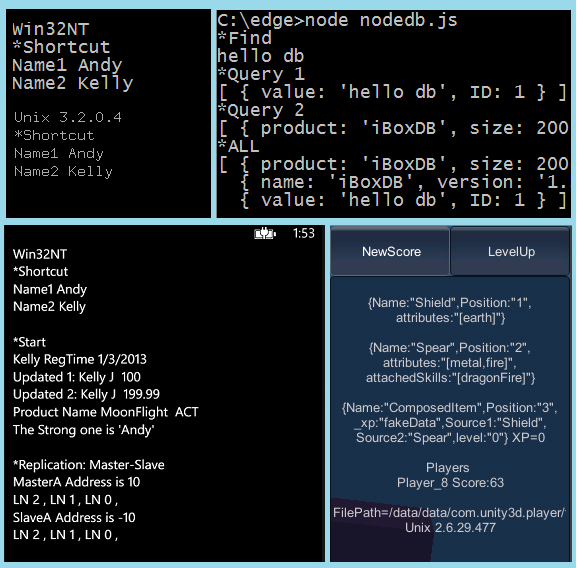 Win32NT
*Shortcut
Name1 Andy
Name2 Kelly
Unix 3.2.0.4
*Shortcut
Name1 Andy
Name2 Kelly
C:\edge>node nodedb.js
*Find
hello db
*Query 1
[ { value: 'hello db', ID: 1 } ]
*Query 2
[ { product: 'iBoxDB', size: 200
*ALL
[ { product: 'iBoxDB', size: 200
{ name: 'iBoxDB', version: '1.
{ value: 'hello db', ID: 1 } ]
1:53
Win32NT
*Shortcut
Name1 Andy
Name2 Kelly
*Start
Kelly RegTime 1/3/2013
Updated 1: Kelly J  100
Updated 2: Kelly J  199.99
Product Name MoonFlight  ACT
The Strong one is 'Andy'
*Replication: Master-Slave
MasterA Address is 10
LN 2 , LN 1 , LN 0 ,
SlaveA Address is -10
LN 2 , LN 1 , LN 0 ,
NewScore
LevelUp
{Name:"Shield",Position:"1",
attributes:"[earth]"}
{Name:"Spear",Position:"2",
attributes:"[metal,fire]",
attachedSkills:"[dragonFire]"}
{Name:"ComposedItem",Position:"3",
_xp:"fakeData",Source1:"Shield",
Source2:"Spear",level:"0"} XP=0
Players
Player_8 Score:63
FilePath=/data/data/com.unity3d.player/
Unix 2.6.29.477